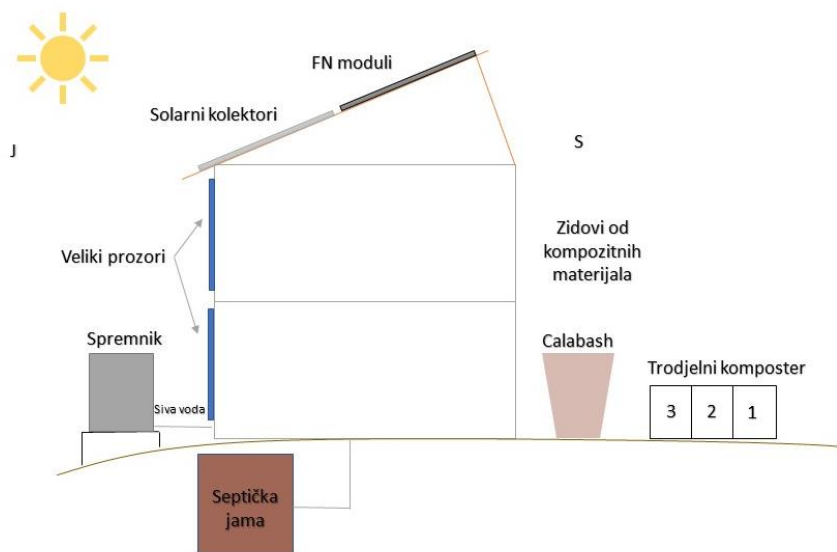 FN moduli
Solarni kolektori
J
S
Veliki prozori
Zidovi od
kompozitnih
materijala
Spremnik
Calabash
Trodjelni komposter
Siva voda
3 2 1
Septička
jama